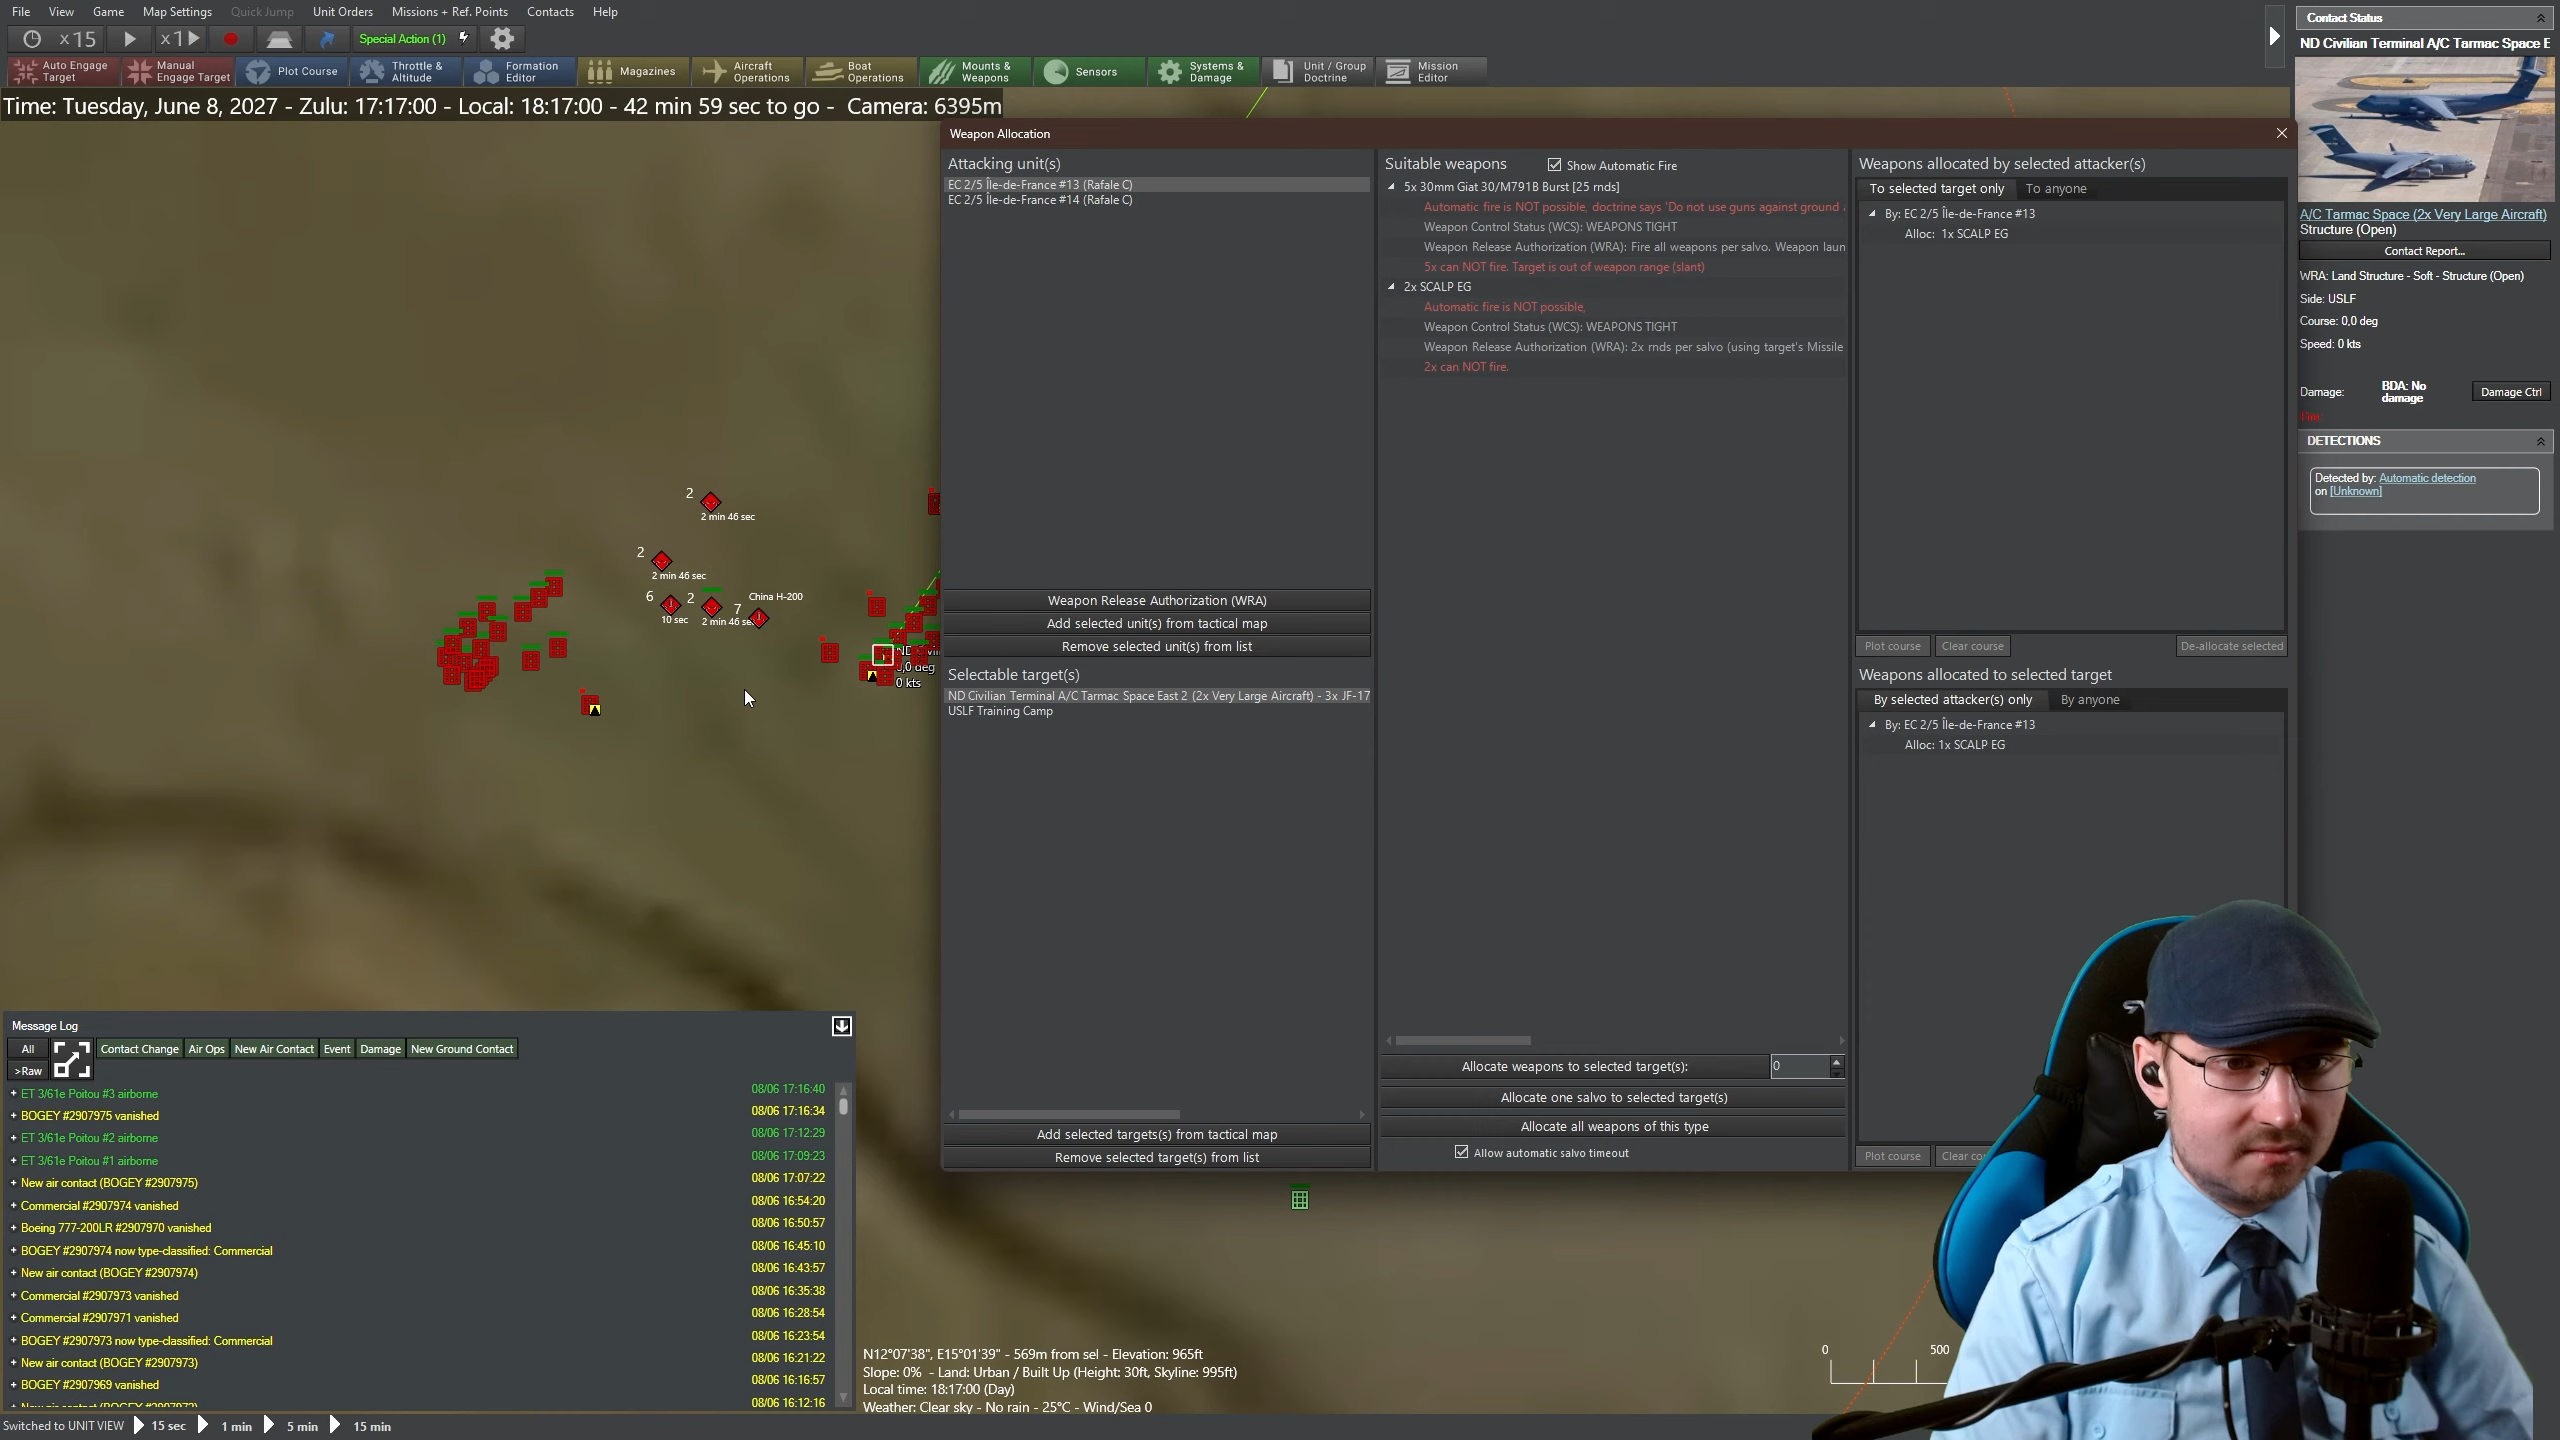 File View Game Map Settings Quick Jump Unit Orders Missions + Ref. Points Contacts Help
x15 x1 Special Action (1)
Auto Engage Target
Manual Engage Target
Plot Course
Throttle & Altitude
Formation Editor
Magazines
Aircraft Operations
Boat Operations
Mounts & Weapons
Sensors
Systems & Damage
Unit / Group Doctrine
Mission Editor
Time: Tuesday, June 8, 2027 - Zulu: 17:17:00 - Local: 18:17:00 - 42 min 59 sec to go - Camera: 6395m
2
2 min 46 sec
2
2 min 46 sec
6
10 sec
2
2 min 46 se
7
China H-200
0 kts
Weapon Allocation
Attacking unit(s)
EC 2/5 Île-de-France #13 (Rafale C)
EC 2/5 Île-de-France #14 (Rafale C)
Weapon Release Authorization (WRA)
Add selected unit(s) from tactical map
Remove selected unit(s) from list
Selectable target(s)
ND Civilian Terminal A/C Tarmac Space East 2 (2x Very Large Aircraft) - 3x JF-17
USLF Training Camp
Add selected targets(s) from tactical map
Remove selected target(s) from list
Suitable weapons
Show Automatic Fire
5x 30mm Giat 30/M791B Burst [25 rnds]
Automatic fire is NOT possible, doctrine says 'Do not use guns against ground
Weapon Control Status (WCS): WEAPONS TIGHT
Weapon Release Authorization (WRA): Fire all weapons per salvo. Weapon laun
5x can NOT fire. Target is out of weapon range (slant)
2x SCALP EG
Automatic fire is NOT possible,
Weapon Control Status (WCS): WEAPONS TIGHT
Weapon Release Authorization (WRA): 2x rnds per salvo (using target's Missile
2x can NOT fire.
Allocate weapons to selected target(s): 0
Allocate one salvo to selected target(s)
Allocate all weapons of this type
Allow automatic salvo timeout
Weapons allocated by selected attacker(s)
To selected target only To anyone
By: EC 2/5 Île-de-France #13
Alloc: 1x SCALP EG
Plot course Clear course De-allocate selected
Weapons allocated to selected target
By selected attacker(s) only By anyone
By: EC 2/5 Île-de-France #13
Alloc: 1x SCALP EG
Plot course Clear co
Contact Status
ND Civilian Terminal A/C Tarmac Space E
A/C Tarmac Space (2x Very Large Aircraft)
Structure (Open)
Contact Report...
WRA: Land Structure - Soft - Structure (Open)
Side: USLF
Course: 0,0 deg
Speed: 0 kts
Damage: BDA: No damage Damage Ctrl
DETECTIONS
Detected by: Automatic detection
on [Unknown]
Message Log
All >Raw Contact Change Air Ops New Air Contact Event Damage New Ground Contact
+ ET 3/61e Poitou #3 airborne 08/06 17:16:40
+ BOGEY #2907975 vanished 08/06 17:16:34
+ ET 3/61e Poitou #2 airborne 08/06 17:12:29
+ ET 3/61e Poitou #1 airborne 08/06 17:09:23
+ New air contact (BOGEY #2907975) 08/06 17:07:22
+ Commercial #2907974 vanished 08/06 16:54:20
+ Boeing 777-200LR #2907970 vanished 08/06 16:50:57
+ BOGEY #2907974 now type-classified: Commercial 08/06 16:45:10
+ New air contact (BOGEY #2907974) 08/06 16:43:57
+ Commercial #2907973 vanished 08/06 16:35:38
+ Commercial #2907971 vanished 08/06 16:28:54
+ BOGEY #2907973 now type-classified: Commercial 08/06 16:23:54
+ New air contact (BOGEY #2907973) 08/06 16:21:22
+ BOGEY #2907969 vanished 08/06 16:16:57
08/06 16:12:16
N12°07'38", E15°01'39" - 569m from sel - Elevation: 965ft
Slope: 0% - Land: Urban / Built Up (Height: 30ft, Skyline: 995ft)
Local time: 18:17:00 (Day)
Weather: Clear sky - No rain - 25°C - Wind/Sea 0
0 500
Switched to UNIT VIEW 15 sec 1 min 5 min 15 min